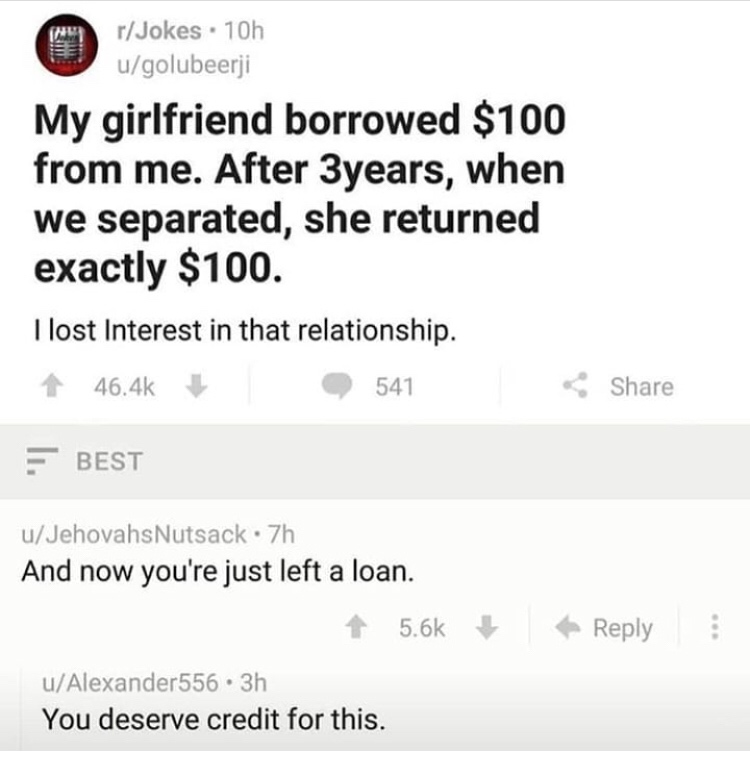 r/Jokes • 10h
u/golubeerji
My girlfriend borrowed $100
from me. After 3years, when
we separated, she returned
exactly $100.
I lost Interest in that relationship.
46.4k 541 Share
BEST
u/JehovahsNutsack • 7h
And now you're just left a loan.
5.6k Reply
u/Alexander556 • 3h
You deserve credit for this.